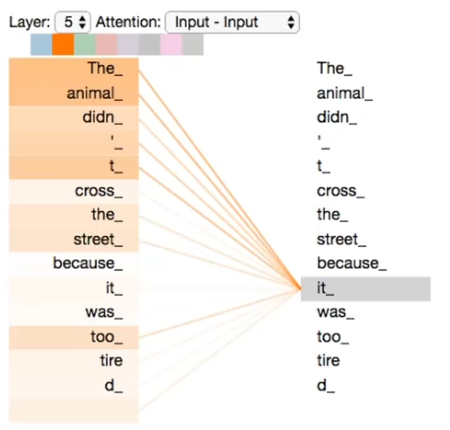 Layer: 5 Attention: Input - Input
The_ The_
animal_ animal_
didn_ didn_
'_ '_
t_ t_
cross_ cross_
the_ the_
street_ street_
because_ because_
it_ it_
was_ was_
too_ too_
tire tire
d_ d_